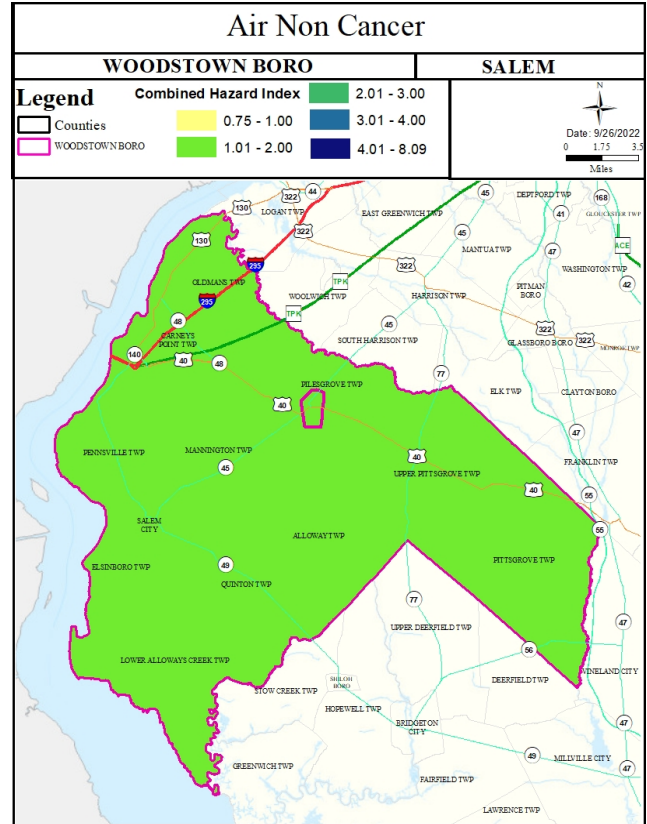 Air Non Cancer
WOODSTOWN BORO
SALEM
Legend
Counties
WOODSTOWN BORO
Combined Hazard Index
0.75 - 1.00
1.01 - 2.00
2.01 - 3.00
3.01 - 4.00
4.01 - 8.09
N
Date: 9/26/2022
0 1.75 3.5
Miles
44
322
130
LOGAN TWP
322
EAST GREENWICH TWP
45
DEPTFORD TWP
168
41
GLOUCESTER TWP
130
45
MANTUA TWP
47
ACE
295
322
WASHINGTON TWP
OLDMANS TWP
TPK
WOOLWICH TWP
HARRISON TWP
PITMAN
BORO
42
295
TPK
48
45
CARNEYS
POINT TWP
SOUTH HARRISON TWP
322
GLASSBORO BORO
322
MONROE TWP
140
40
48
77
PILESGROVE TWP
ELK TWP
CLAYTON BORO
40
47
PENNSVILLE TWP
MANNINGTON TWP
40
45
UPPER PITTSGROVE TWP
FRANKLIN TWP
40
55
SALEM
CITY
55
ALLOWAY TWP
ELSINBORO TWP
49
PITTSGROVE TWP
QUINTON TWP
77
UPPER DEERFIELD TWP
47
56
LOWER ALLOWAYS CREEK TWP
VINELAND CITY
SHILOH
BORO
DEERFIELD TWP
STOW CREEK TWP
HOPEWELL TWP
BRIDGETON
CITY
47
49
MILLVILLE CITY
GREENWICH TWP
47
FAIRFIELD TWP
LAWRENCE TWP